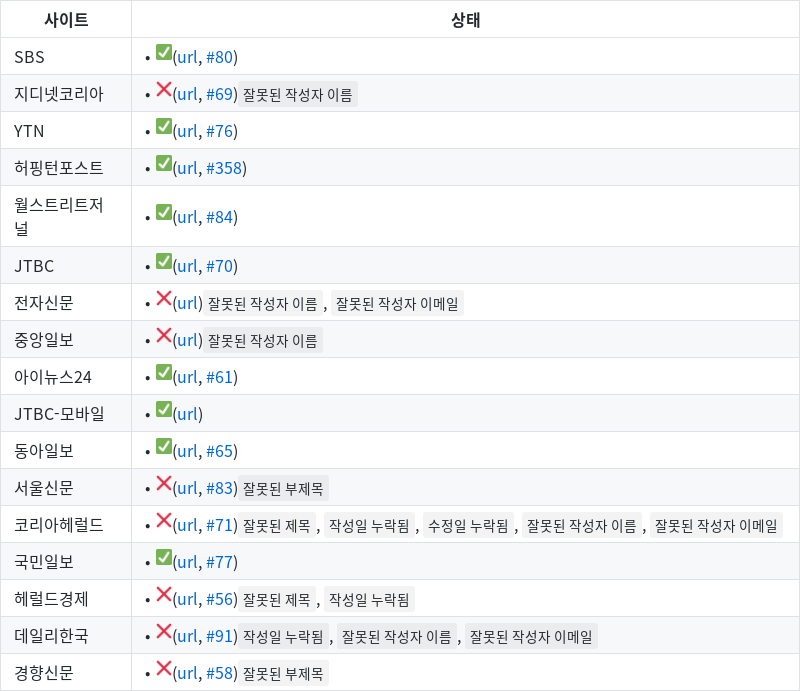 사이트 상태
SBS • ✅(url, #80)
지디넷코리아 • ❌(url, #69) 잘못된 작성자 이름
YTN • ✅(url, #76)
허핑턴포스트 • ✅(url, #358)
월스트리트저
널 • ✅(url, #84)
JTBC • ✅(url, #70)
전자신문 • ❌(url) 잘못된 작성자 이름 , 잘못된 작성자 이메일
중앙일보 • ❌(url) 잘못된 작성자 이름
아이뉴스24 • ✅(url, #61)
JTBC-모바일 • ✅(url)
동아일보 • ✅(url, #65)
서울신문 • ❌(url, #83) 잘못된 부제목
코리아헤럴드 • ❌(url, #71) 잘못된 제목 , 작성일 누락됨 , 수정일 누락됨 , 잘못된 작성자 이름 , 잘못된 작성자 이메일
국민일보 • ✅(url, #77)
헤럴드경제 • ❌(url, #56) 잘못된 제목 , 작성일 누락됨
데일리한국 • ❌(url, #91) 작성일 누락됨 , 잘못된 작성자 이름 , 잘못된 작성자 이메일
경향신문 • ❌(url, #58) 잘못된 부제목